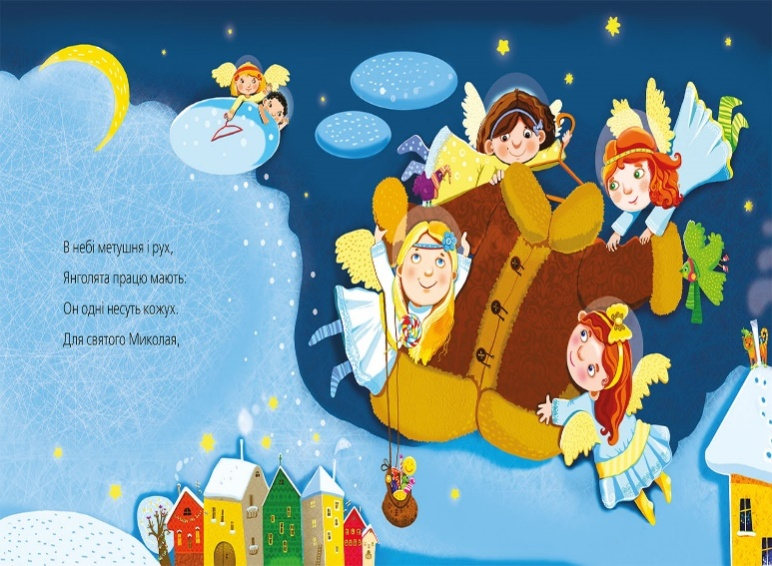 В небі метушня і рух,
Янголята працю мають:
Он одні несуть кожух.
Для святого Миколая,